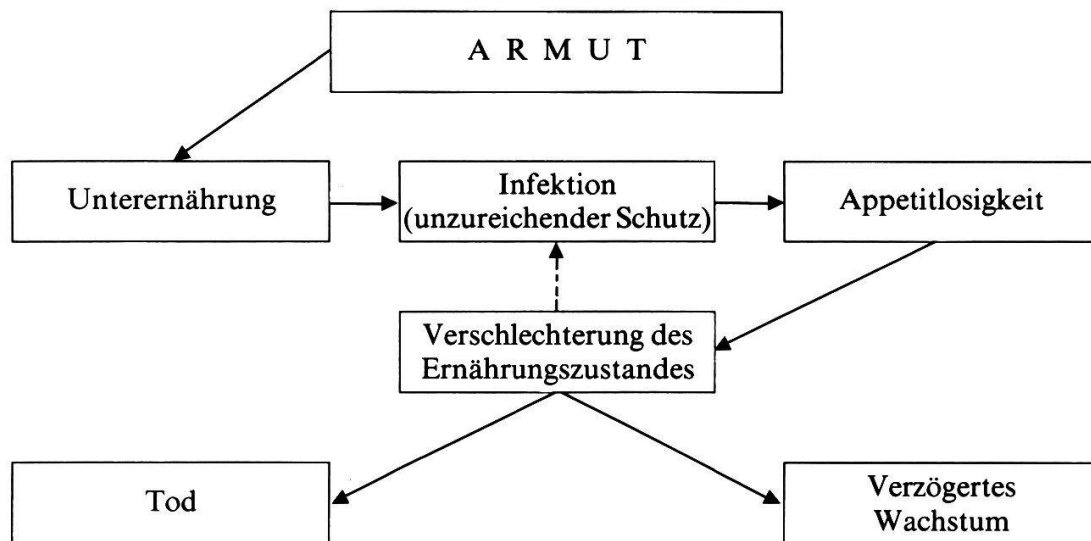 A R M U T
Unterernährung
Infektion
(unzureichender Schutz)
Appetitlosigkeit
Verschlechterung des
Ernährungszustandes
Tod
Verzögertes
Wachstum